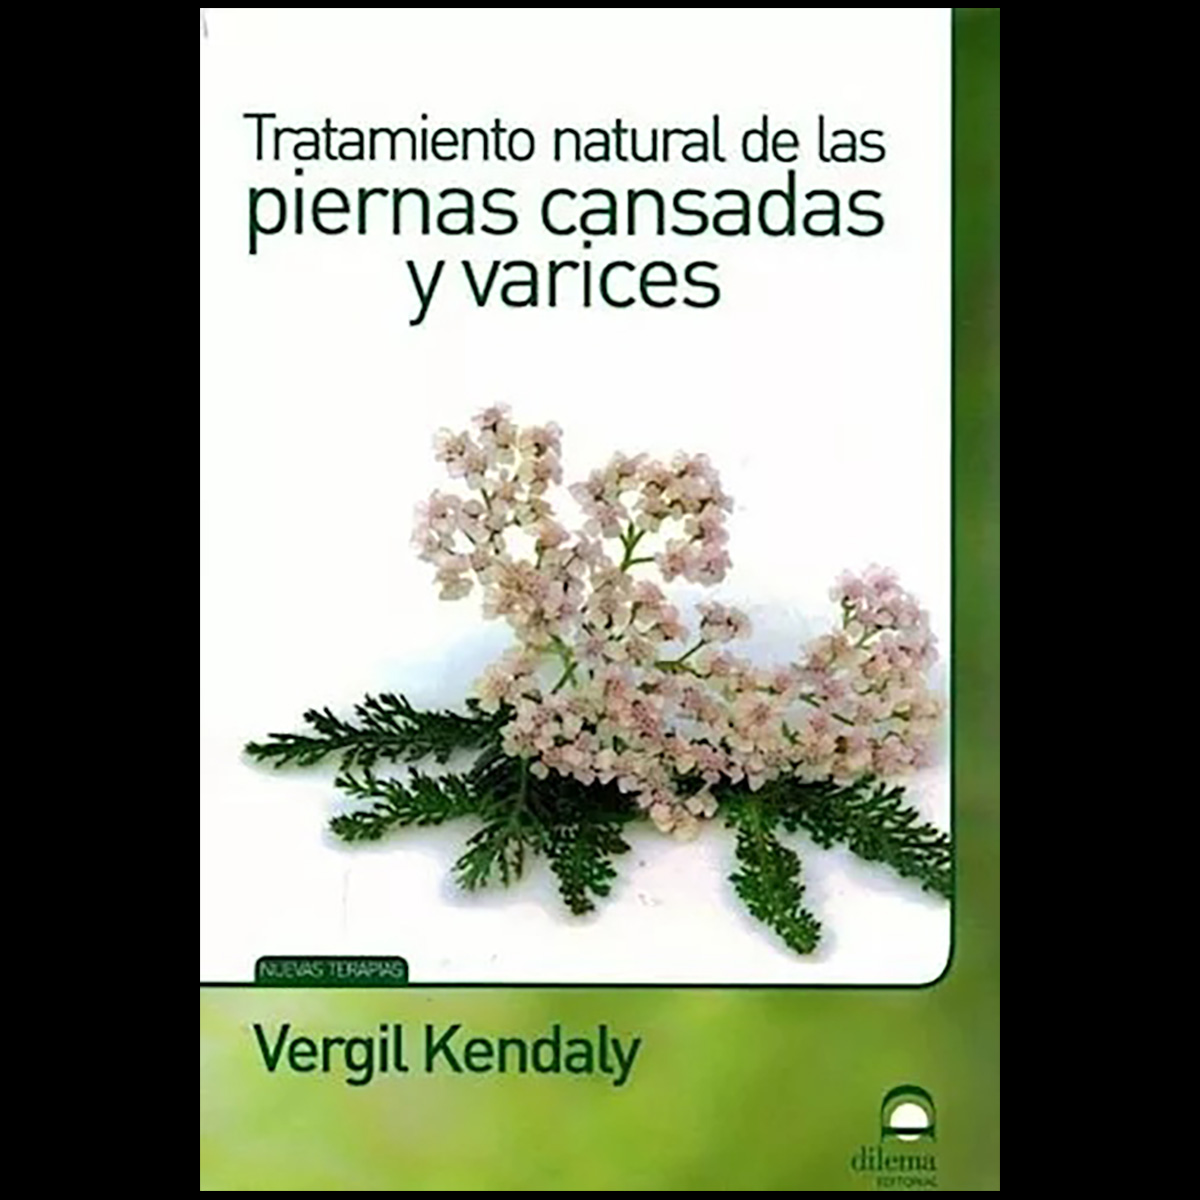 Tratamiento natural de las
piernas cansadas
y varices
NUEVAS TERAPIAS
Vergil Kendaly
dilema
EDITORIAL